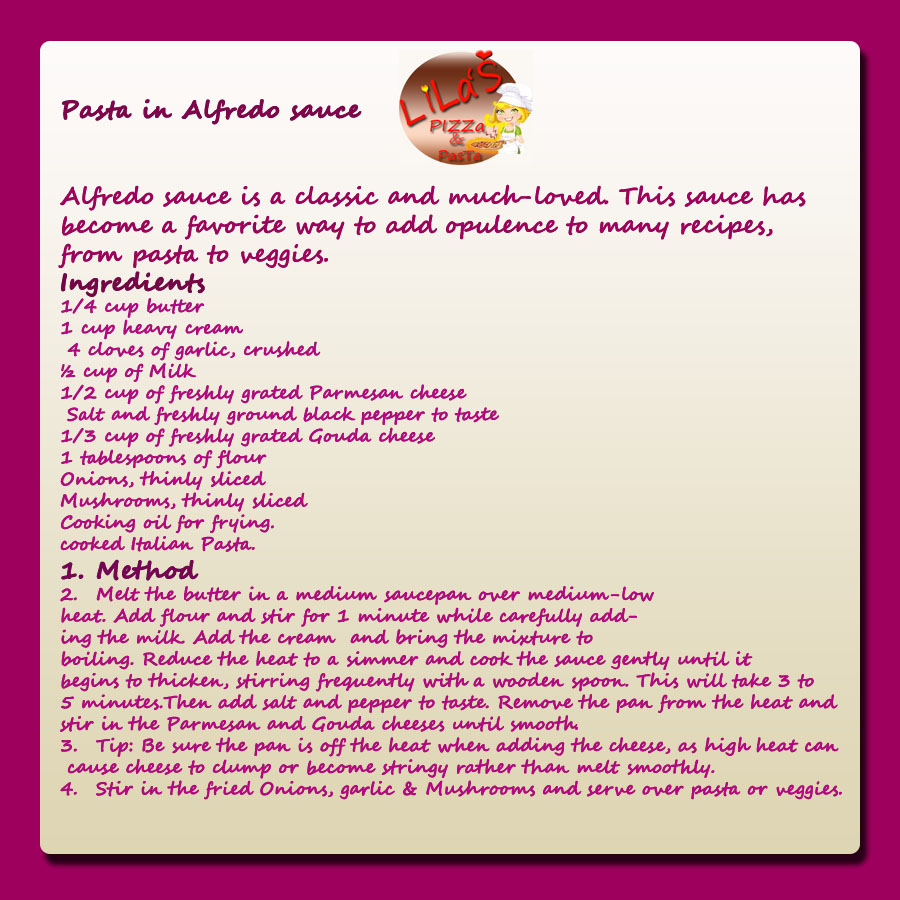 Pasta in Alfredo sauce
LiLa'S
PIZZa
&
PasTa
Alfredo sauce is a classic and much-loved. This sauce has
become a favorite way to add opulence to many recipes,
from pasta to veggies.
Ingredients
1/4 cup butter
1 cup heavy cream
4 cloves of garlic, crushed
½ cup of Milk
1/2 cup of freshly grated Parmesan cheese
Salt and freshly ground black pepper to taste
1/3 cup of freshly grated Gouda cheese
1 tablespoons of flour
Onions, thinly sliced
Mushrooms, thinly sliced
Cooking oil for frying.
cooked Italian Pasta.
1. Method
2. Melt the butter in a medium saucepan over medium-low
heat. Add flour and stir for 1 minute while carefully add-
ing the milk. Add the cream and bring the mixture to
boiling. Reduce the heat to a simmer and cook the sauce gently until it
begins to thicken, stirring frequently with a wooden spoon. This will take 3 to
5 minutes.Then add salt and pepper to taste. Remove the pan from the heat and
stir in the Parmesan and Gouda cheeses until smooth.
3. Tip: Be sure the pan is off the heat when adding the cheese, as high heat can
cause cheese to clump or become stringy rather than melt smoothly.
4. Stir in the fried Onions, garlic & Mushrooms and serve over pasta or veggies.